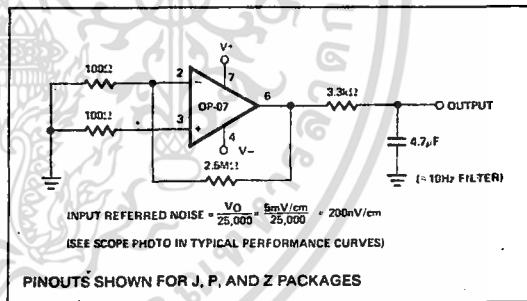 V+
100Ω
2
−
7
6
OP-07
3.3kΩ
OUTPUT
100Ω
3
+
4
V−
4.7µF
2.5MΩ
(≈10Hz FILTER)
INPUT REFERRED NOISE = VO/25,000 = 5mV/cm/25,000 = 200nV/cm
(SEE SCOPE PHOTO IN TYPICAL PERFORMANCE CURVES)
PINOUTS SHOWN FOR J, P, AND Z PACKAGES